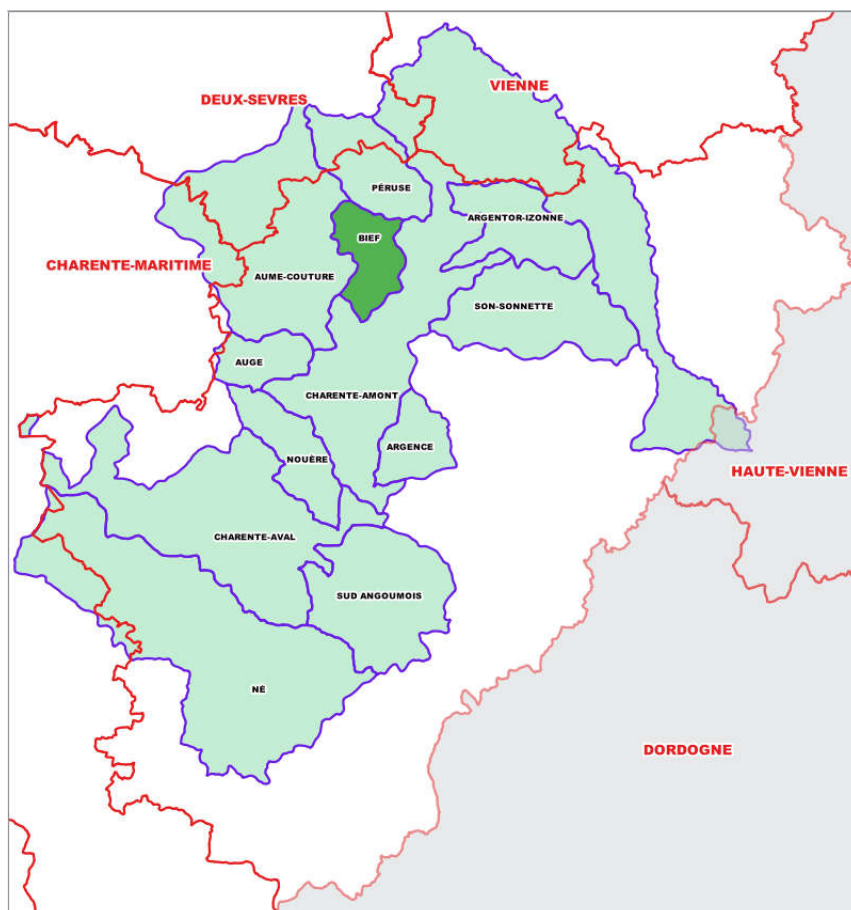 VIENNE
DEUX-SEVRES
PÉRUSE
ARGENTOR-IZONNE
BIEF
CHARENTE-MARITIME
AUME-COUTURE
SON-SONNETTE
AUGE
CHARENTE-AMONT
ARGENCE
NOUÈRE
HAUTE-VIENNE
CHARENTE-AVAL
SUD ANGOUMOIS
NÉ
DORDOGNE